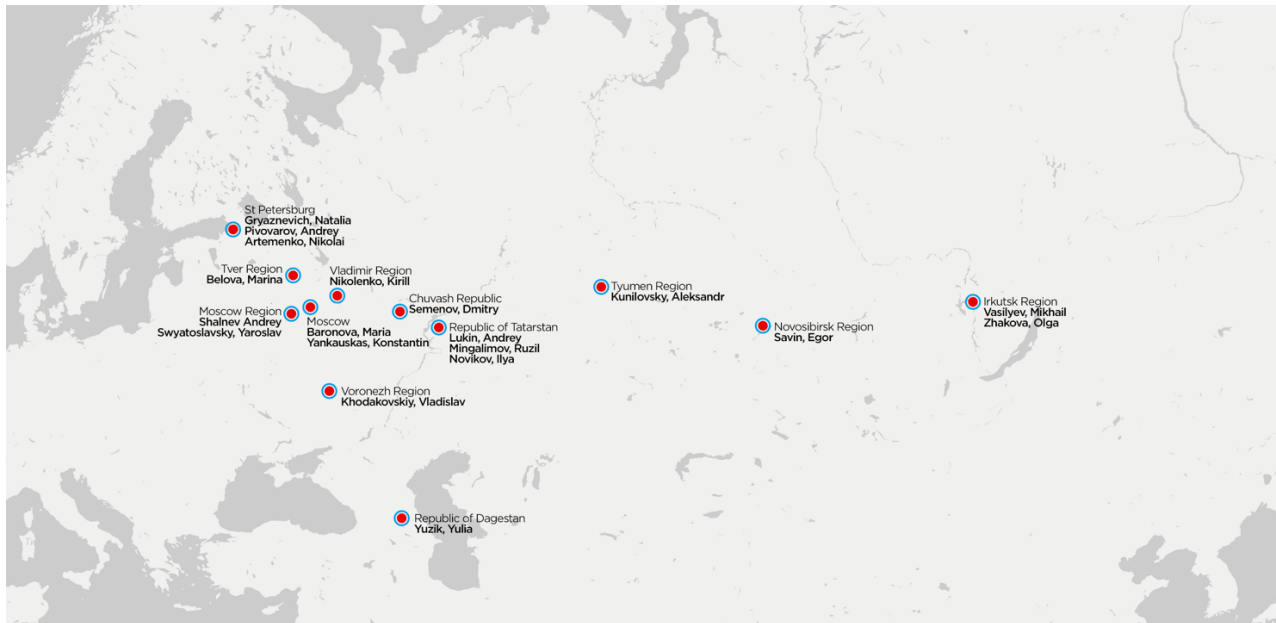 St Petersburg
Gryaznevich, Natalia
Pivovarov, Andrey
Artemenko, Nikolai
Tver Region
Belova, Marina
Vladimir Region
Nikolenko, Kirill
Moscow Region
Shalnev Andrey
Swyatoslavsky, Yaroslav
Moscow
Baronova, Maria
Yankauskas, Konstantin
Chuvash Republic
Semenov, Dmitry
Republic of Tatarstan
Lukin, Andrey
Mingalimov, Ruzil
Novikov, Ilya
Tyumen Region
Kunilovsky, Aleksandr
Novosibirsk Region
Savin, Egor
Irkutsk Region
Vasilyev, Mikhail
Zhakova, Olga
Voronezh Region
Khodakovskiy, Vladislav
Republic of Dagestan
Yuzik, Yulia